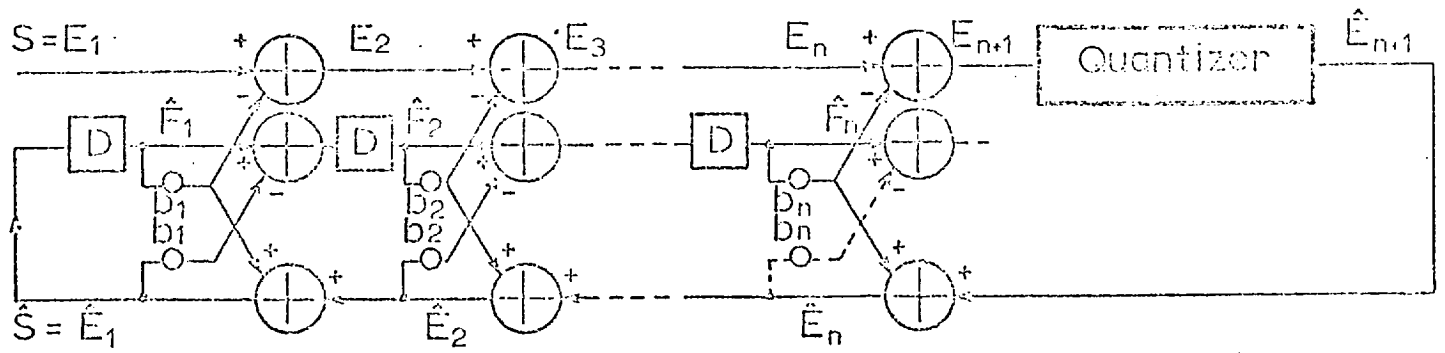 S = E₁ + E₂ + E₃ Eₙ + Eₙ₊₁ Quantizer Êₙ₊₁
- - -
D F̂₁ D F̂₂ D F̂ₙ
+ + +
- - -
b₁ b₂ bₙ
b₁ b₂ bₙ
+ + + + + +
Ŝ = Ê₁ Ê₂ Êₙ